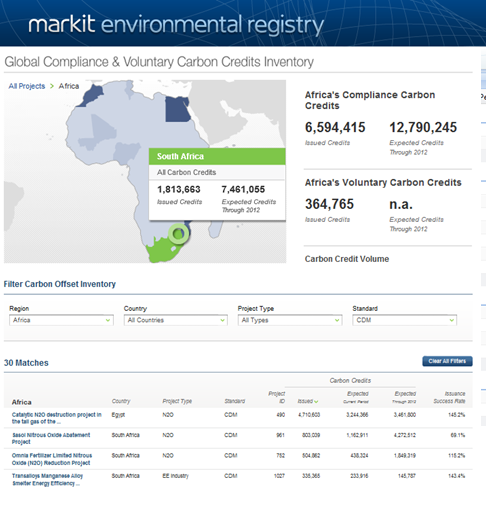 markit environmental registry
Global Compliance & Voluntary Carbon Credits Inventory
All Projects > Africa
Africa's Compliance Carbon
Credits
6,594,415 12,790,245
Issued Credits Expected Credits
Through 2012
South Africa
All Carbon Credits
1,813,663 7,461,055
Issued Credits Expected Credits
Through 2012
Africa's Voluntary Carbon Credits
364,765 n.a.
Issued Credits Expected Credits
Through 2012
Carbon Credit Volume
Filter Carbon Offset Inventory
Region Country Project Type Standard
Africa All Countries All Types CDM
30 Matches
Clear All Filters
Carbon Credits
Africa Country Project Type Standard Project ID Issued Expected Current Period Expected Through 2012 Issuance Success Rate
Catalytic N2O destruction project in Egypt N2O CDM 490 4,710,603 3,244,366 3,461,800 145.2%
the tail gas of the ...
Sasol Nitrous Oxide Abatement South Africa N2O CDM 961 803,039 1,162,911 4,272,512 69.1%
Project
Omnia Fertilizer Limited Nitrous South Africa N2O CDM 752 504,862 438,324 1,849,319 115.2%
Oxide (N2O) Reduction Project
Transalloys Manganese Alloy South Africa EE Industry CDM 1027 335,365 233,916 145,787 143.4%
Smelter Energy Efficiency ...